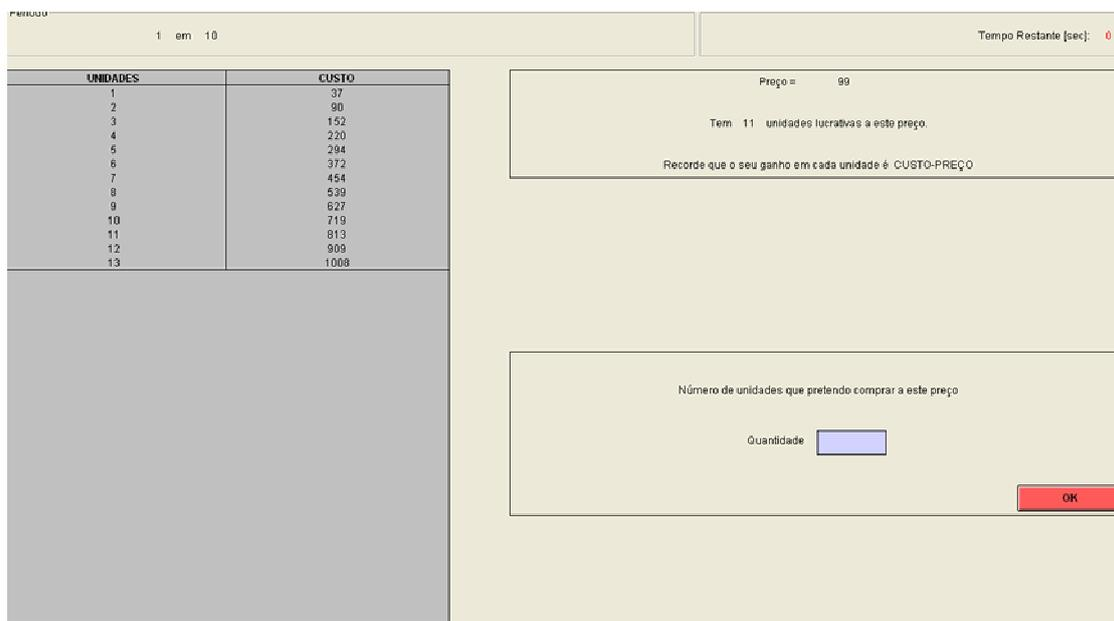 Período
1 em 10
Tempo Restante [sec]: 0
UNIDADES CUSTO
1 37
2 90
3 152
4 220
5 294
6 372
7 454
8 539
9 627
10 719
11 813
12 909
13 1008
Preço = 99
Tem 11 unidades lucrativas a este preço.
Recorde que o seu ganho em cada unidade é CUSTO-PREÇO
Número de unidades que pretendo comprar a este preço
Quantidade
OK